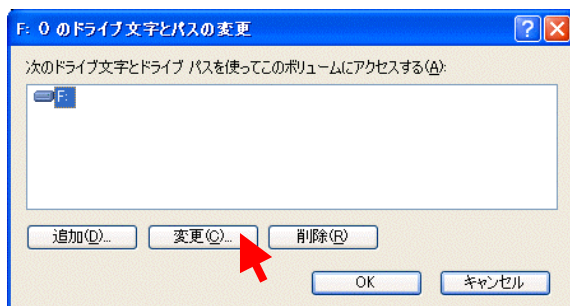 F: () のドライブ文字とパスの変更
次のドライブ文字とドライブ パスを使ってこのボリュームにアクセスする(A):
F:
追加(D)... 変更(C)... 削除(R)
OK キャンセル